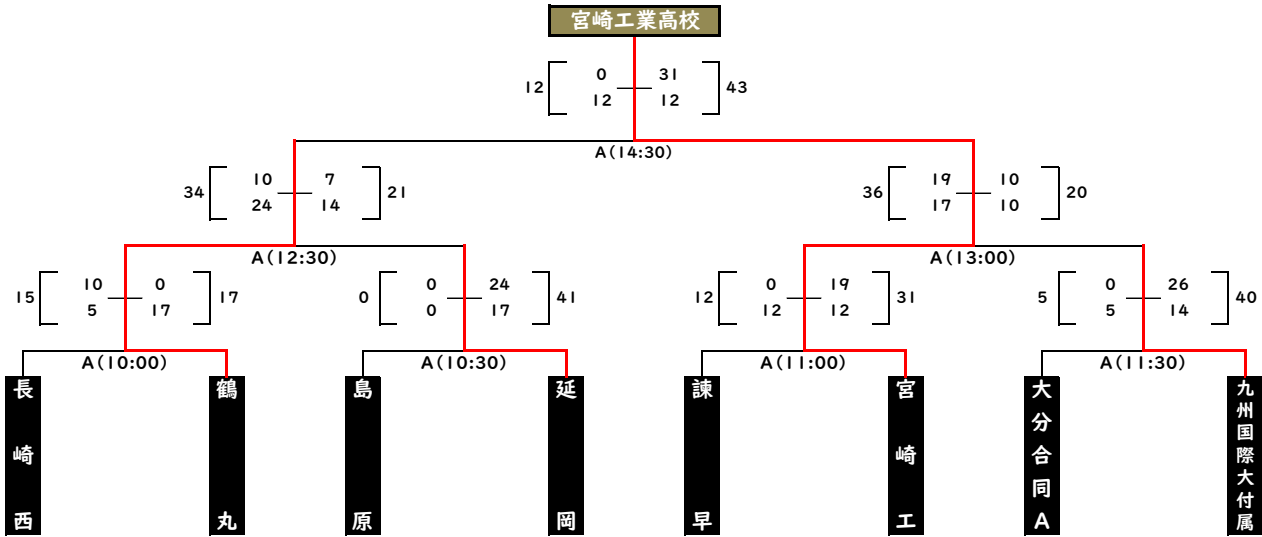 宮崎工業高校
0 31
12 43
12 12
A(14:30)
10 7 19 10
34 21 36 20
24 14 17 10
A(12:30) A(13:00)
10 0 0 24 0 19 0 26
15 17 0 41 12 31 5 40
5 17 0 17 12 12 5 14
A(10:00) A(10:30) A(11:00) A(11:30)
長崎西
鶴丸
島原
延岡
諫早
宮崎工
大分合同A
九州国際大付属